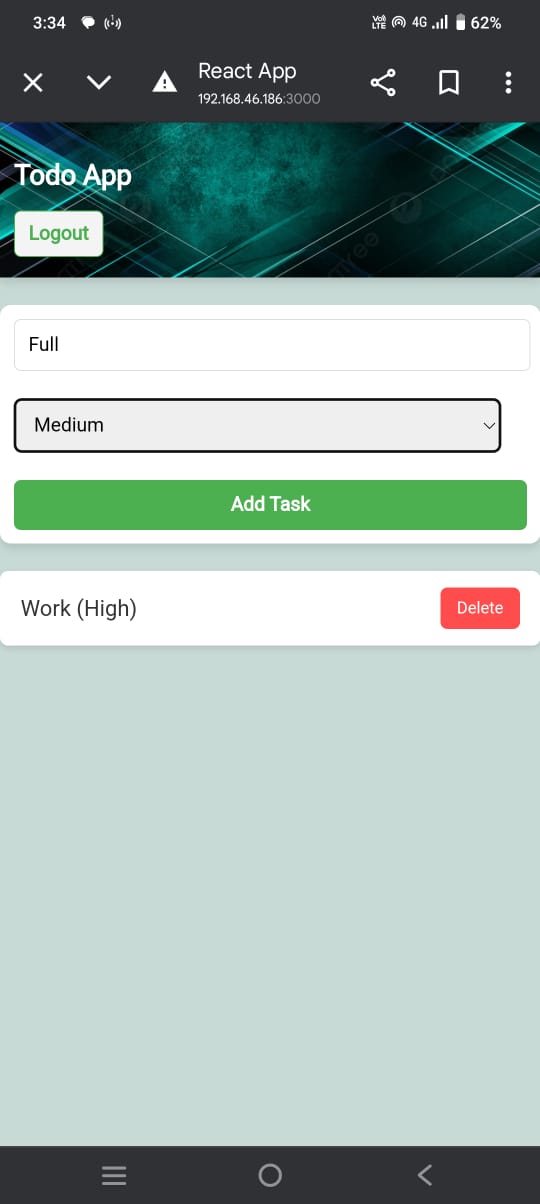 3:34 Vo) LTE 4G 62%
React App
192.168.46.186:3000
Todo App
Logout
Full
Medium
Add Task
Work (High) Delete